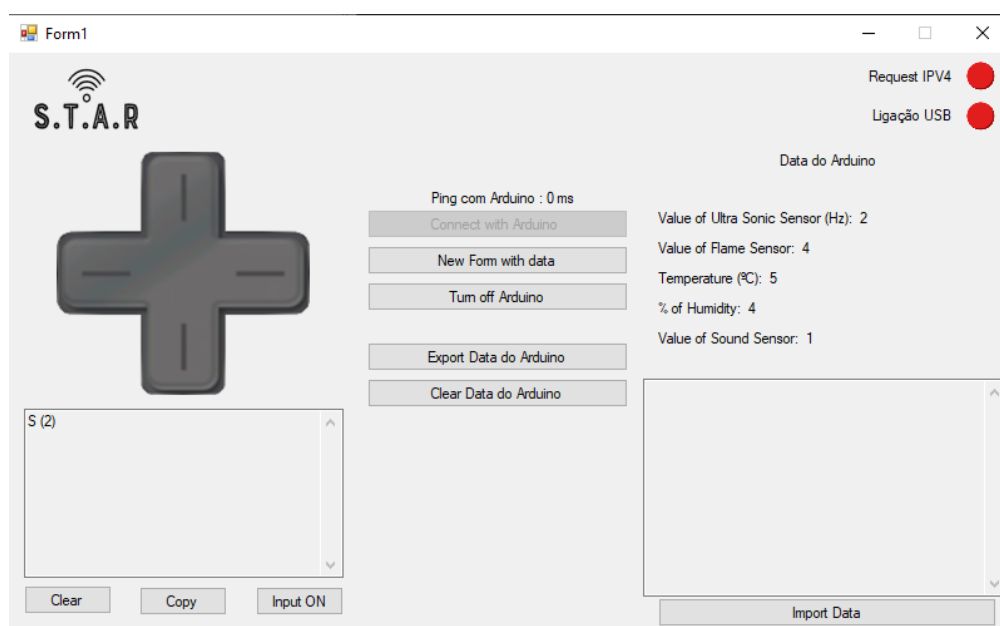 Form1
S.T.A.R
Request IPV4
Ligação USB
Data do Arduino
Ping com Arduino : 0 ms
Connect with Arduino
New Form with data
Turn off Arduino
Export Data do Arduino
Clear Data do Arduino
Value of Ultra Sonic Sensor (Hz): 2
Value of Flame Sensor: 4
Temperature (ºC): 5
% of Humidity: 4
Value of Sound Sensor: 1
S (2)
Clear
Copy
Input ON
Import Data